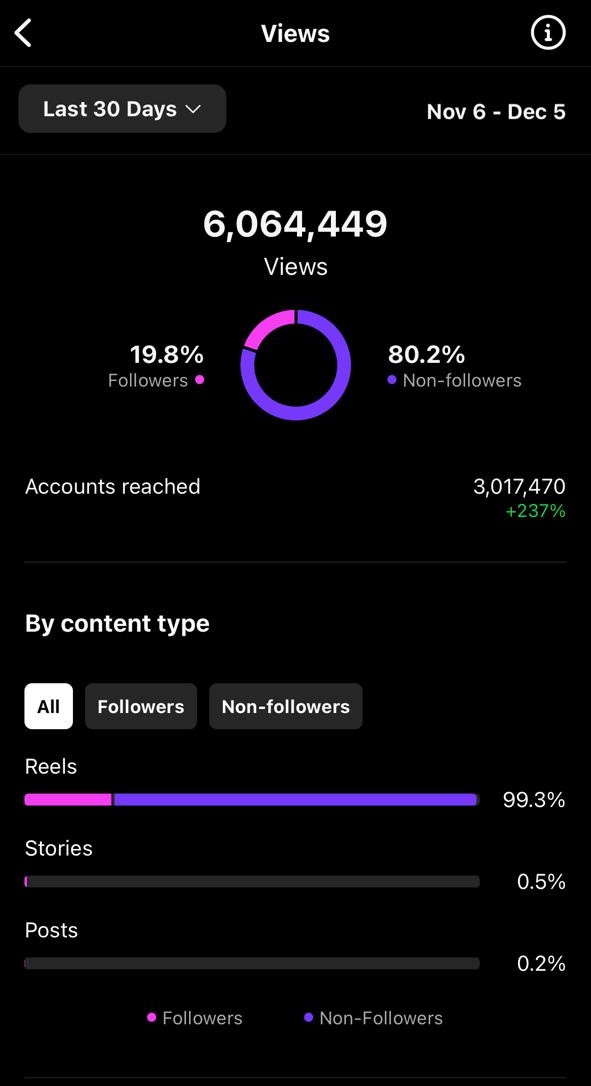 Views
Last 30 Days
Nov 6 - Dec 5
6,064,449
Views
19.8%
Followers
80.2%
Non-followers
Accounts reached
3,017,470
+237%
By content type
All
Followers
Non-followers
Reels
99.3%
Stories
0.5%
Posts
0.2%
Followers
Non-Followers